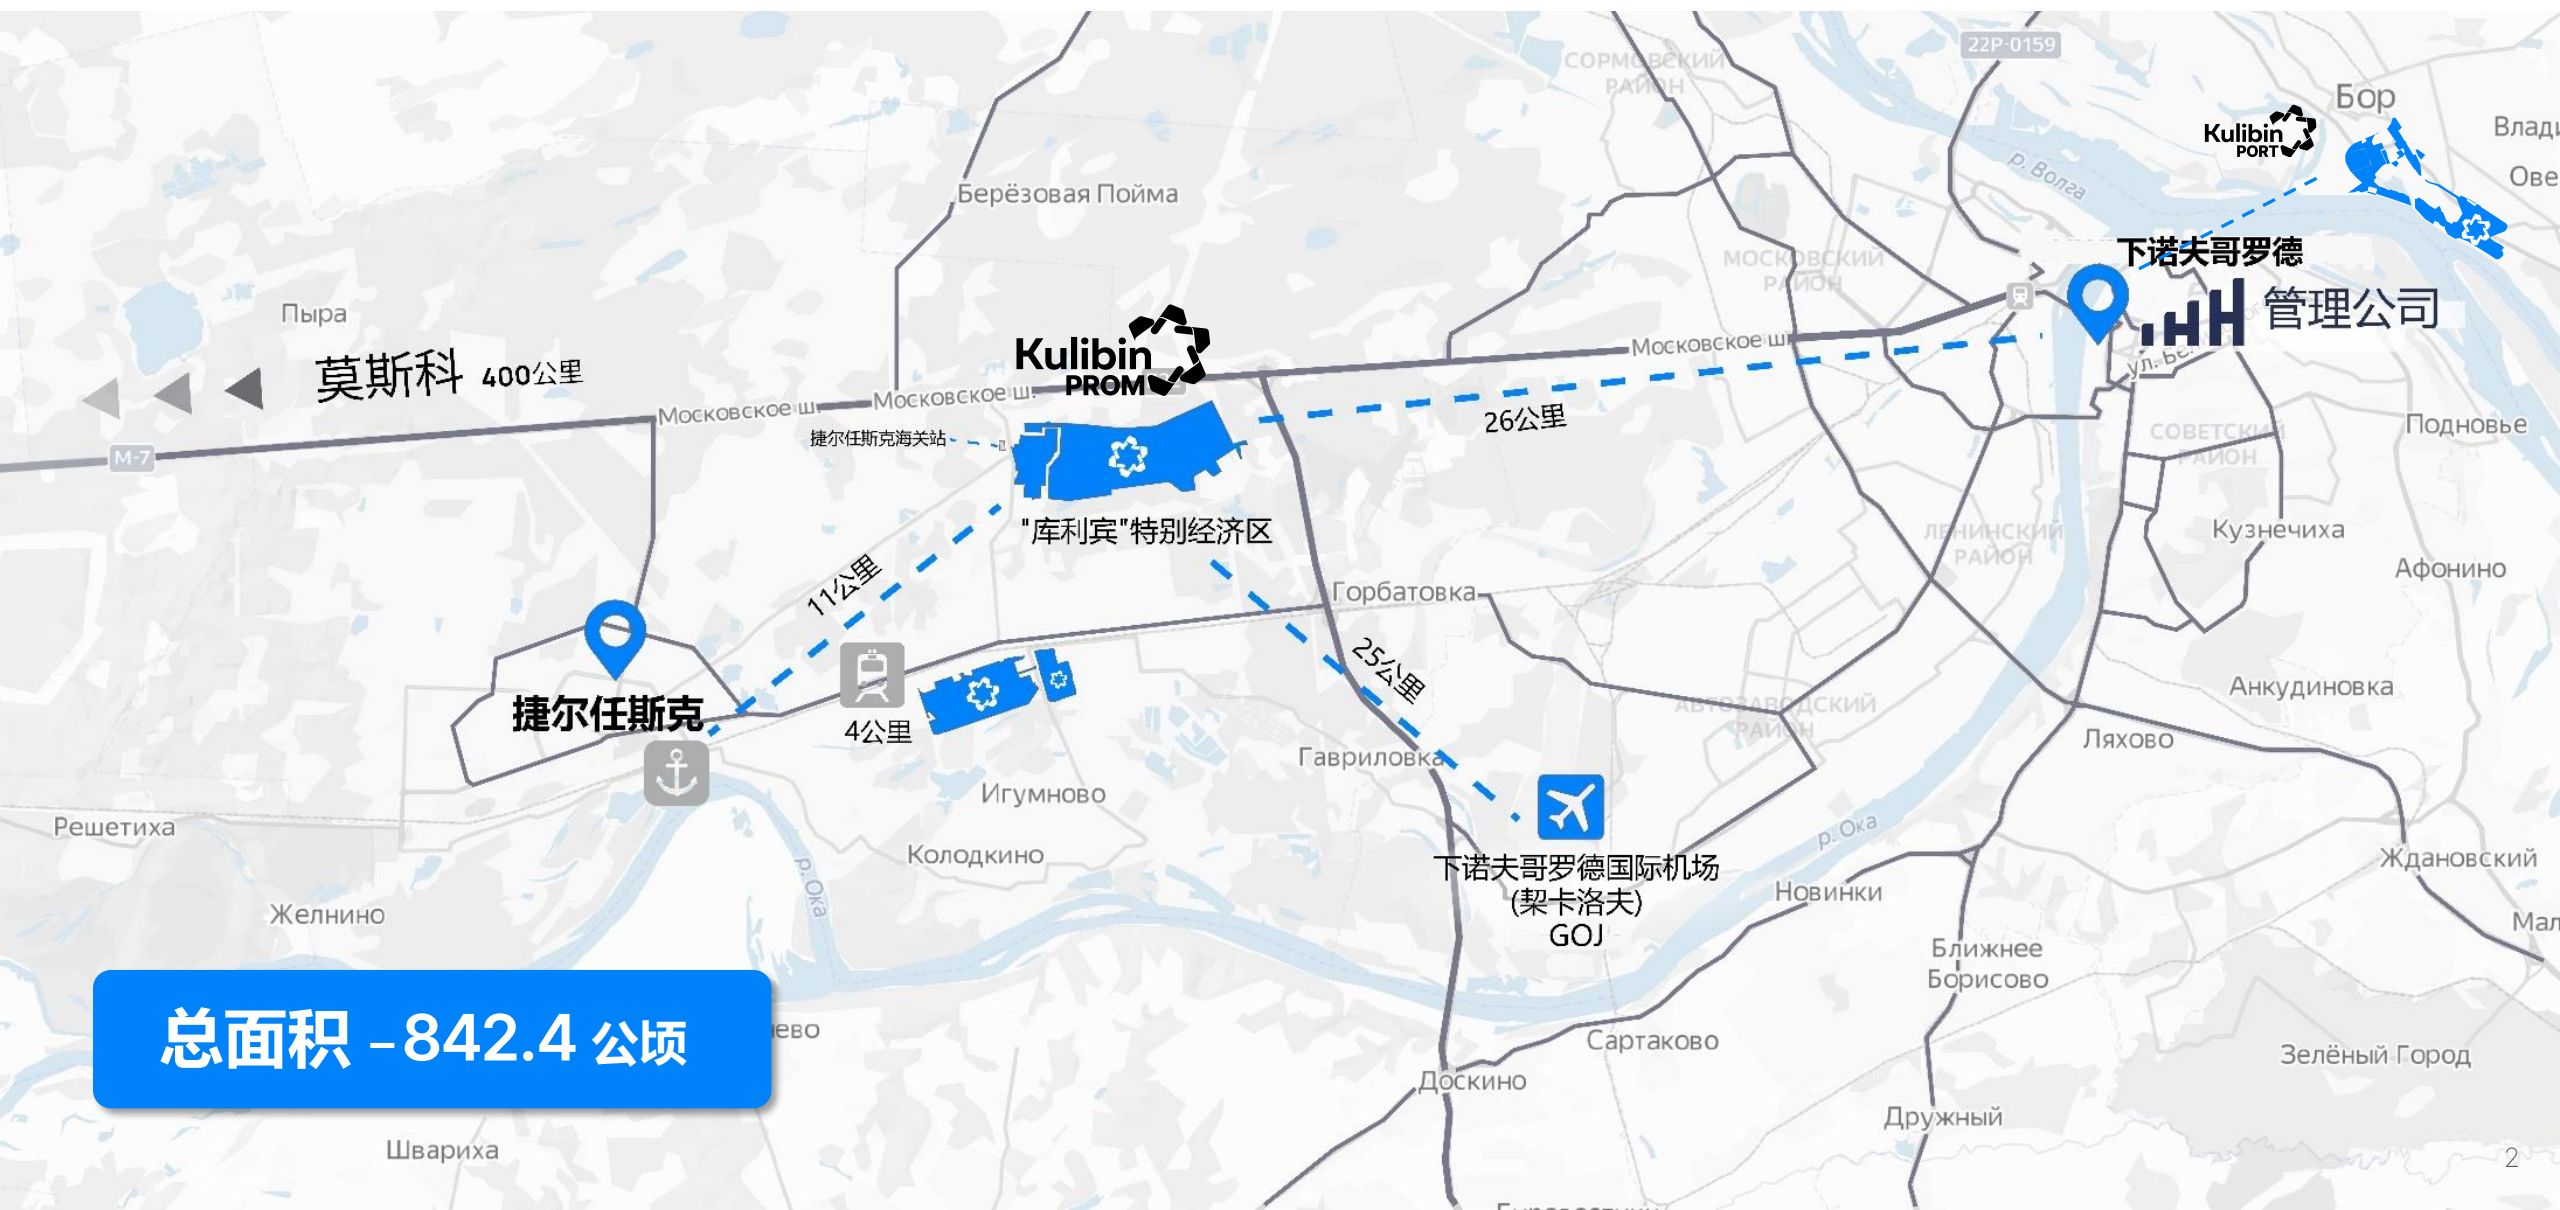 22Р-0159
СОРМОВСКИЙ
РАЙОН
Бор
Kulibin
PORT
р. Волга
Берёзовая Пойма
МОСКОВСКИЙ
РАЙОН
下诺夫哥罗德
管理公司
Пыра
莫斯科 400公里
Kulibin
PROM
Московское ш.
Московское ш.
Московское ш
26公里
М-7
捷尔任斯克海关站
"库利宾"特别经济区
Подновье
СОВЕТСКИЙ
РАЙОН
ЛЕНИНСКИЙ
РАЙОН
Кузнечиха
Афонино
11公里
Горбатовка
25公里
捷尔任斯克
4公里
АВТОЗАВОДСКИЙ
РАЙОН
Анкудиновка
Ляхово
Гавриловка
Игумново
Решетиха
Колодкино
р. Ока
р. Ока
下诺夫哥罗德国际机场
(契卡洛夫)
GOJ
Ждановский
Новинки
Желнино
Ближнее
Борисово
总面积 –842.4 公顷
Сартаково
Доскино
Зелёный Город
Дружный
Швариха
2